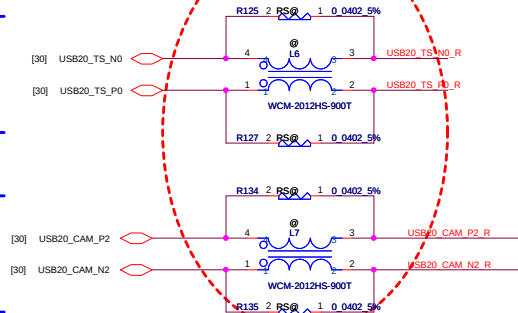 R125 2 RS@ 1 0_0402_5%
@
[30] USB20_TS_N0 4 L6 3 USB20_TS_N0_R
[30] USB20_TS_P0 1 2 USB20_TS_P0_R
WCM-2012HS-900T
R127 2 RS@ 1 0_0402_5%
R134 2 RS@ 1 0_0402_5%
@
[30] USB20_CAM_P2 4 L7 3 USB20_CAM_P2_R
[30] USB20_CAM_N2 1 2 USB20_CAM_N2_R
WCM-2012HS-900T
R135 2 RS@ 1 0_0402_5%